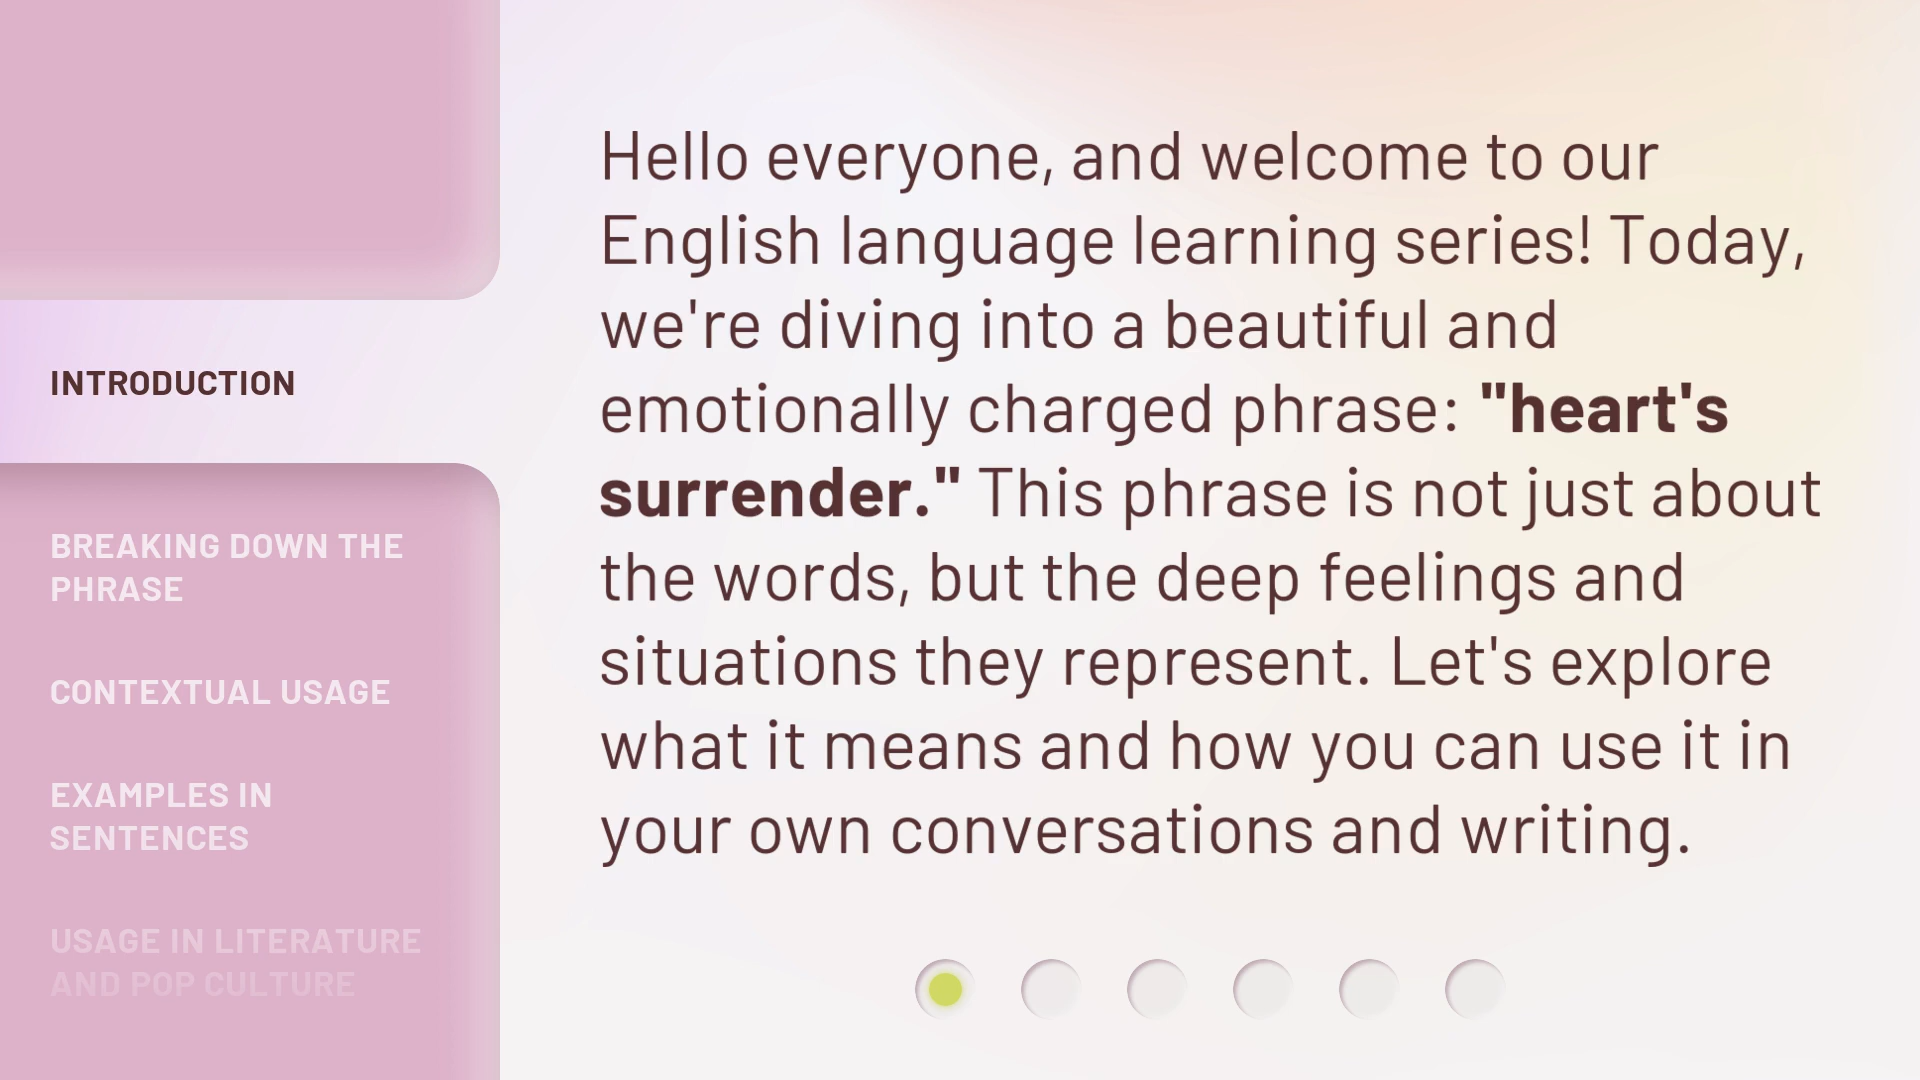 INTRODUCTION
BREAKING DOWN THE
PHRASE
CONTEXTUAL USAGE
EXAMPLES IN
SENTENCES
USAGE IN LITERATURE
AND POP CULTURE
Hello everyone, and welcome to our
English language learning series! Today,
we're diving into a beautiful and
emotionally charged phrase: "heart's
surrender." This phrase is not just about
the words, but the deep feelings and
situations they represent. Let's explore
what it means and how you can use it in
your own conversations and writing.